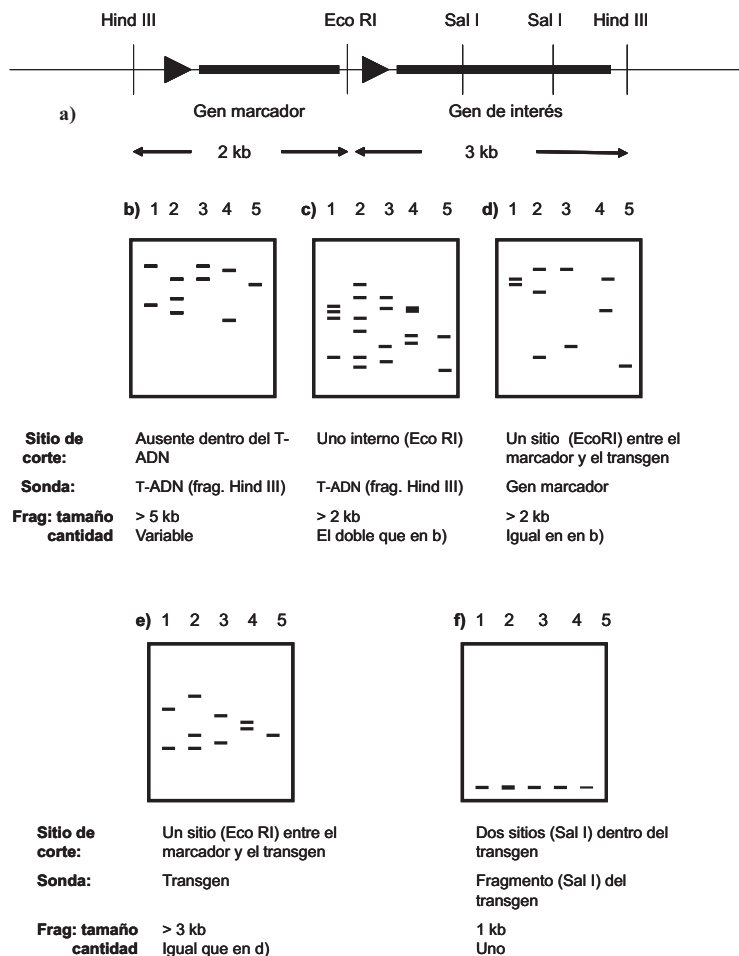 Hind III Eco RI Sal I Sal I Hind III
a) Gen marcador Gen de interés
2 kb 3 kb
b) 1 2 3 4 5 c) 1 2 3 4 5 d) 1 2 3 4 5
Sitio de corte: Ausente dentro del T-ADN Uno interno (Eco RI) Un sitio (EcoRI) entre el marcador y el transgen
Sonda: T-ADN (frag. Hind III) T-ADN (frag. Hind III) Gen marcador
Frag: tamaño > 5 kb > 2 kb > 2 kb
cantidad Variable El doble que en b) Igual en en b)
e) 1 2 3 4 5 f) 1 2 3 4 5
Sitio de corte: Un sitio (Eco RI) entre el marcador y el transgen Dos sitios (Sal I) dentro del transgen
Sonda: Transgen Fragmento (Sal I) del transgen
Frag: tamaño > 3 kb 1 kb
cantidad Igual que en d) Uno